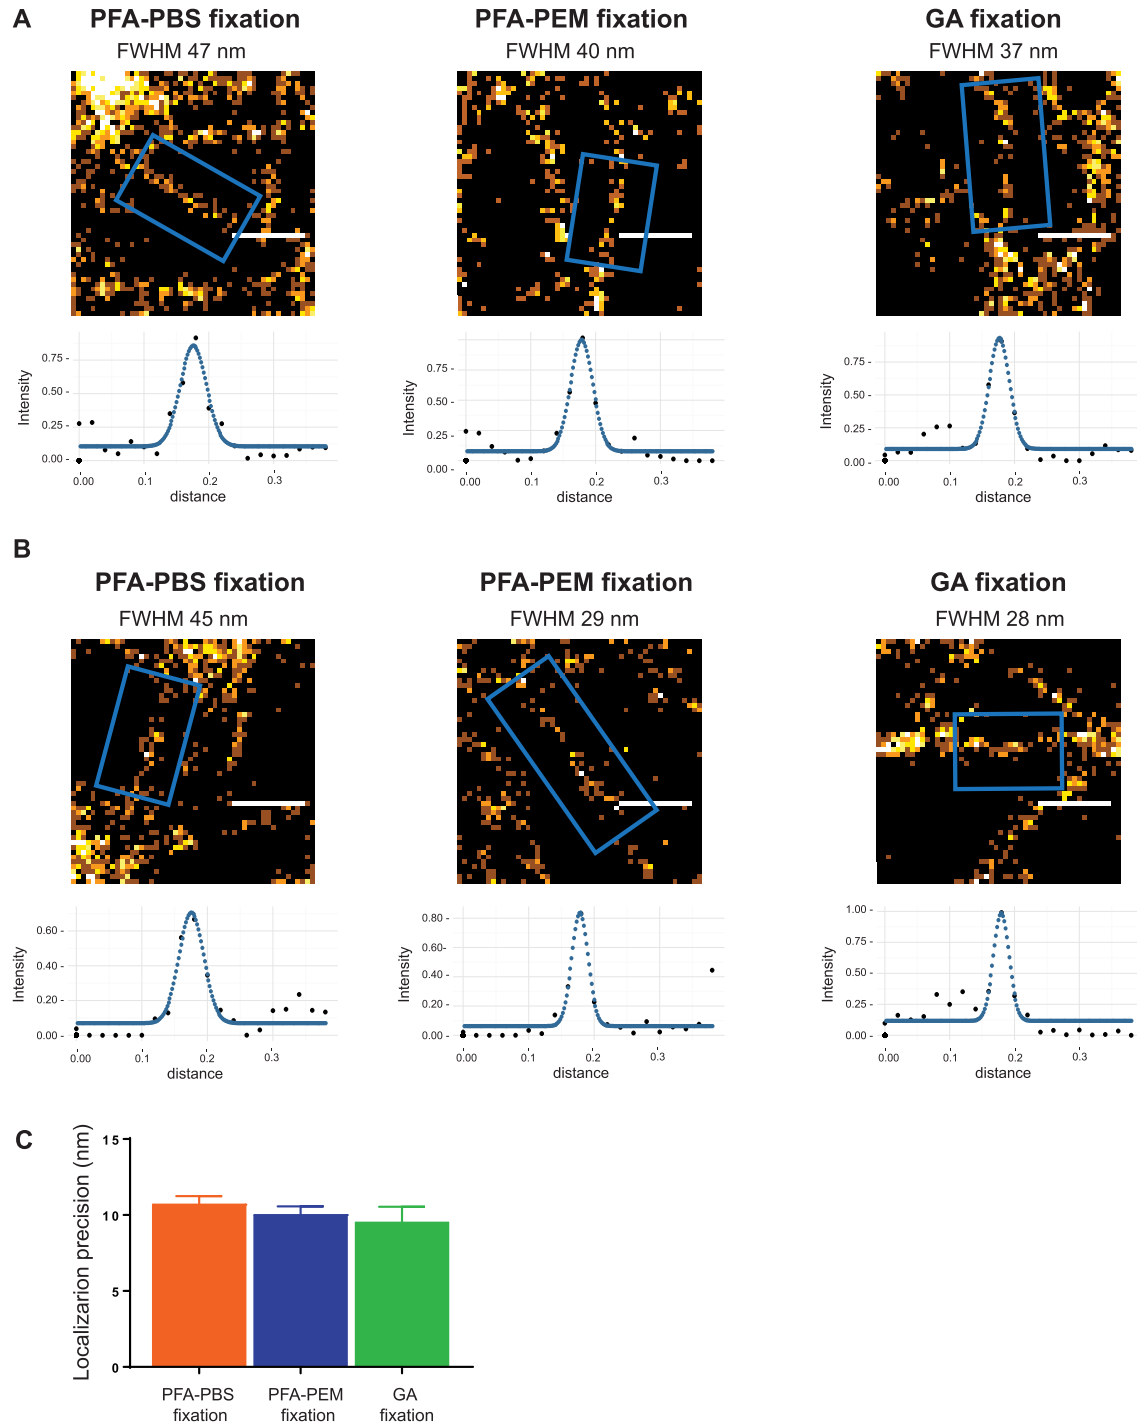 A
PFA-PBS fixation
FWHM 47 nm
PFA-PEM fixation
FWHM 40 nm
GA fixation
FWHM 37 nm
Intensity
0.75
0.50
0.25
0.00
0.00 0.1 0.2 0.3
distance
Intensity
0.75
0.50
0.25
0.00
0.00 0.1 0.2 0.3
distance
Intensity
0.75
0.50
0.25
0.00
0.00 0.1 0.2 0.3
distance
B
PFA-PBS fixation
FWHM 45 nm
PFA-PEM fixation
FWHM 29 nm
GA fixation
FWHM 28 nm
Intensity
0.60
0.40
0.20
0.00
0.00 0.1 0.2 0.3
distance
Intensity
0.80
0.60
0.40
0.20
0.00
0.00 0.1 0.2 0.3
distance
Intensity
1.00
0.75
0.50
0.25
0.00
0.00 0.1 0.2 0.3
distance
C
Localizarion precision (nm)
15
10
5
0
PFA-PBS
fixation
PFA-PEM
fixation
GA
fixation